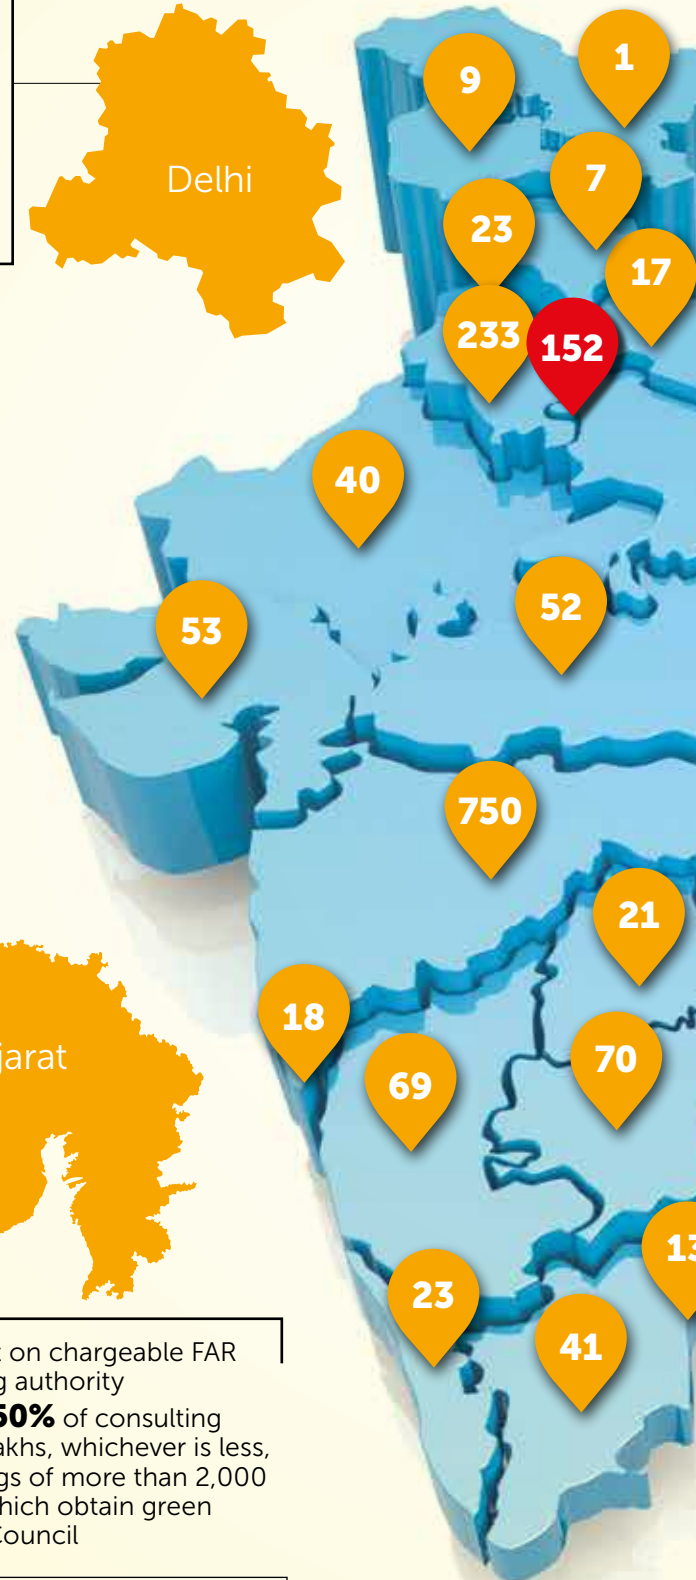 1
9
Delhi
7
23
17
233
152
40
52
53
750
21
18
jarat
70
69
13
23
41
on chargeable FAR
authority
50% of consulting
akhs, whichever is less,
gs of more than 2,000
hich obtain green
Council